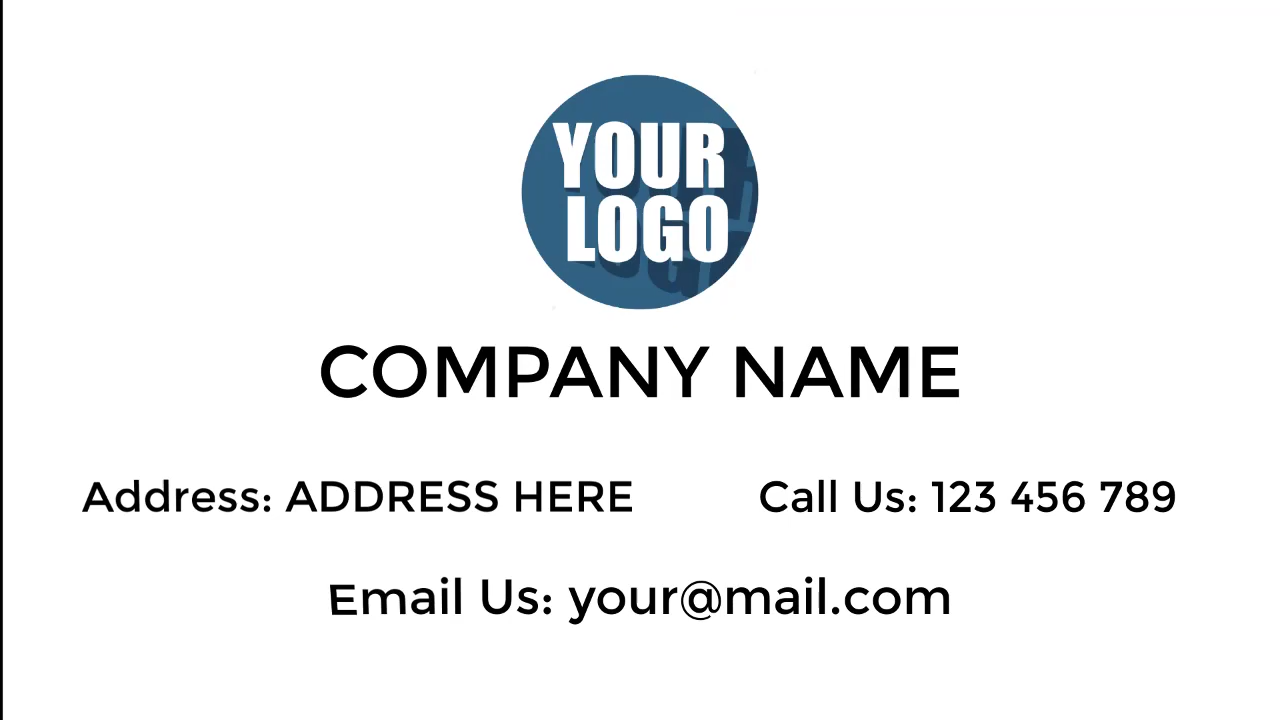 YOUR
LOGO
COMPANY NAME
Address: ADDRESS HERE
Call Us: 123 456 789
Email Us: your@mail.com